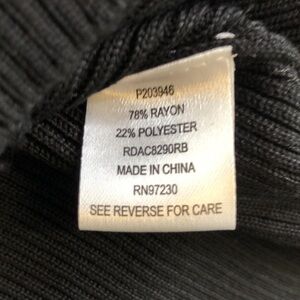 P203946
78% RAYON
22% POLYESTER
RDAC8290RB
MADE IN CHINA
RN97230
SEE REVERSE FOR CARE